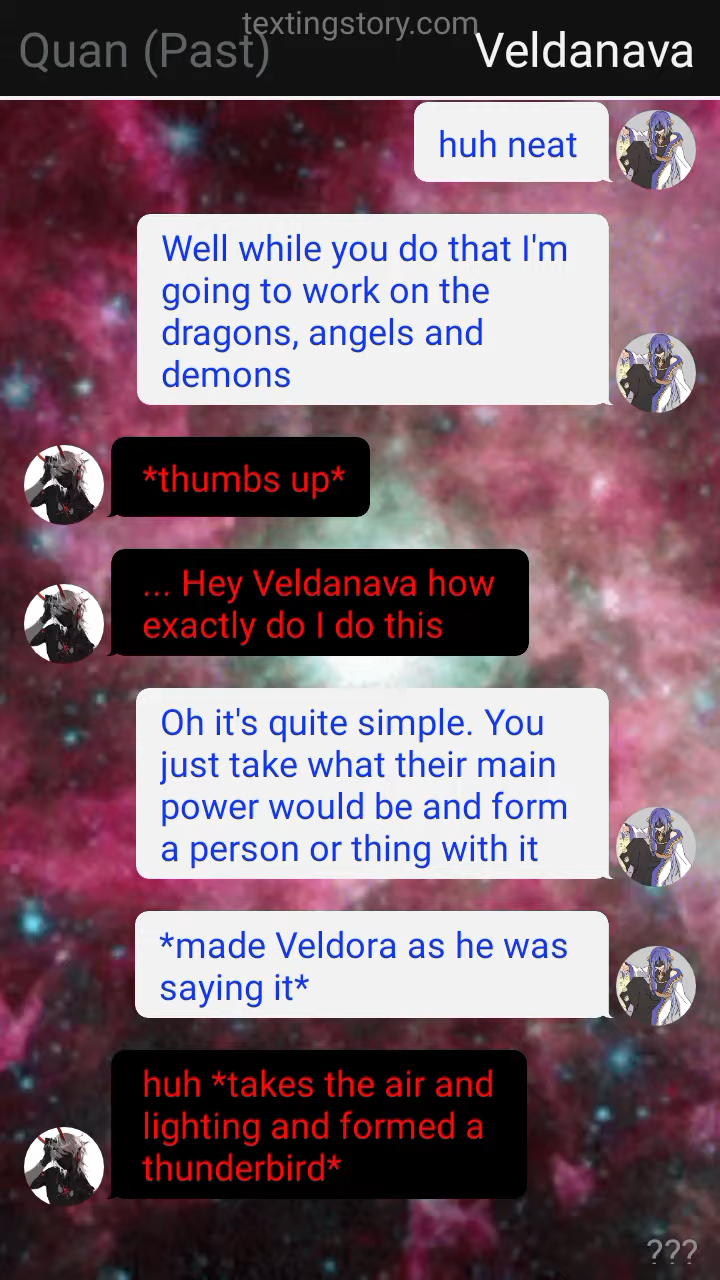 textingstory.com
Quan (Past)
Veldanava
huh neat
Well while you do that I'm
going to work on the
dragons, angels and
demons
*thumbs up*
... Hey Veldanava how
exactly do I do this
Oh it's quite simple. You
just take what their main
power would be and form
a person or thing with it
*made Veldora as he was
saying it*
huh *takes the air and
lighting and formed a
thunderbird*
???